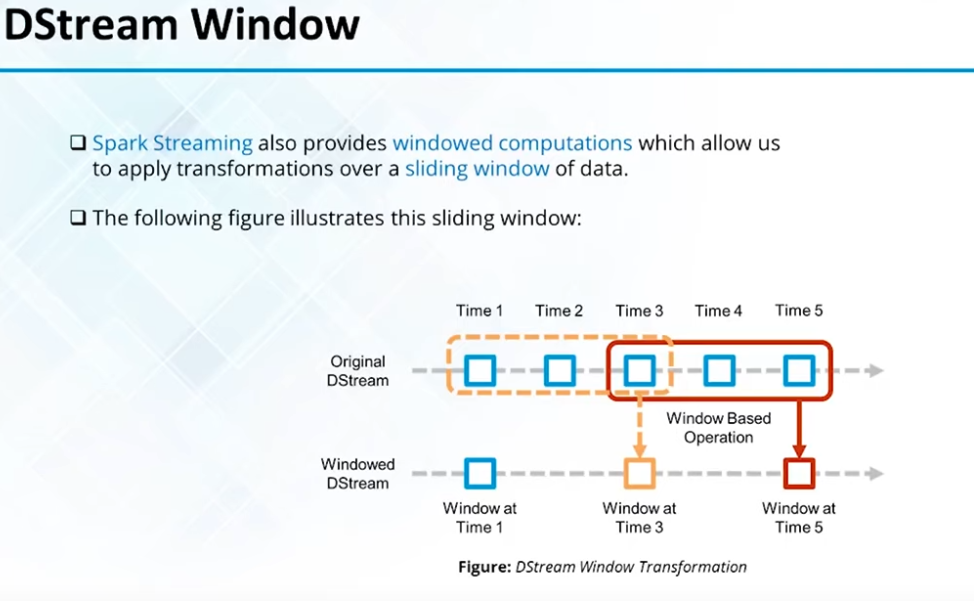 DStream Window
❑ Spark Streaming also provides windowed computations which allow us
to apply transformations over a sliding window of data.
❑ The following figure illustrates this sliding window:
Time 1 Time 2 Time 3 Time 4 Time 5
Original
DStream
Window Based
Operation
Windowed
DStream
Window at
Time 1
Window at
Time 3
Window at
Time 5
Figure: DStream Window Transformation